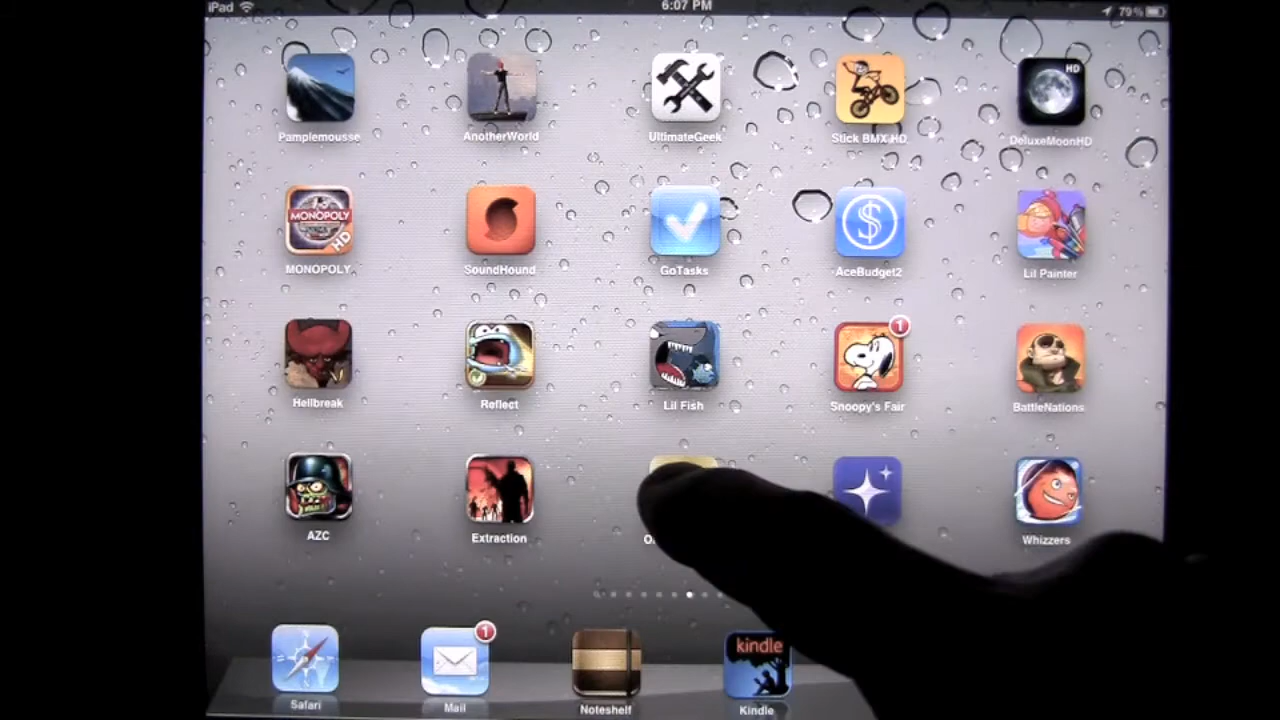 iPad 6:07 PM 79%
HD
Pamplemousse AnotherWorld UltimateGeek Stick BMX HD DeluxeMoonHD
MONOPOLY
HD
MONOPOLY SoundHound GoTasks AceBudget2 Lil Painter
1
Hellbreak Reflect Lil Fish Snoopy's Fair BattleNations
AZC Extraction Whizzers
1
kindle
Safari Mail Noteshelf Kindle